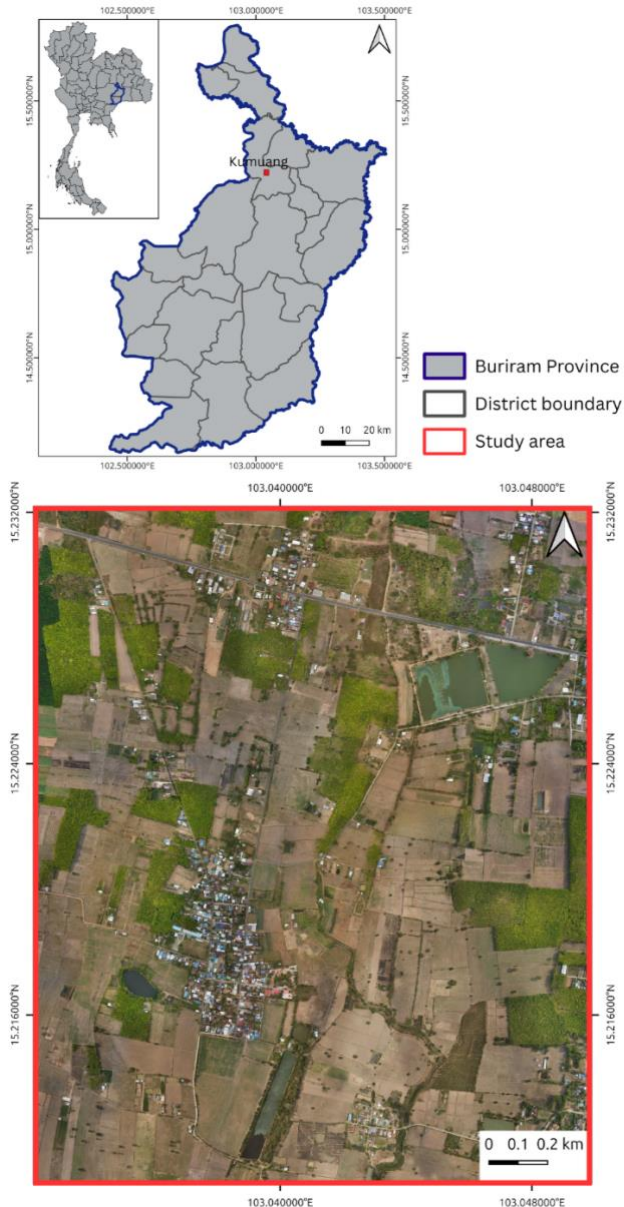 102.500000°E 103.000000°E 103.500000°E
15.500000°N 15.500000°N
Kumuang
15.000000°N 15.000000°N
14.500000°N 14.500000°N
0 10 20 km
102.500000°E 103.000000°E 103.500000°E
Buriram Province
District boundary
Study area
103.040000°E 103.048000°E
15.232000°N 15.232000°N
15.224000°N 15.224000°N
15.216000°N 15.216000°N
0 0.1 0.2 km
103.040000°E 103.048000°E